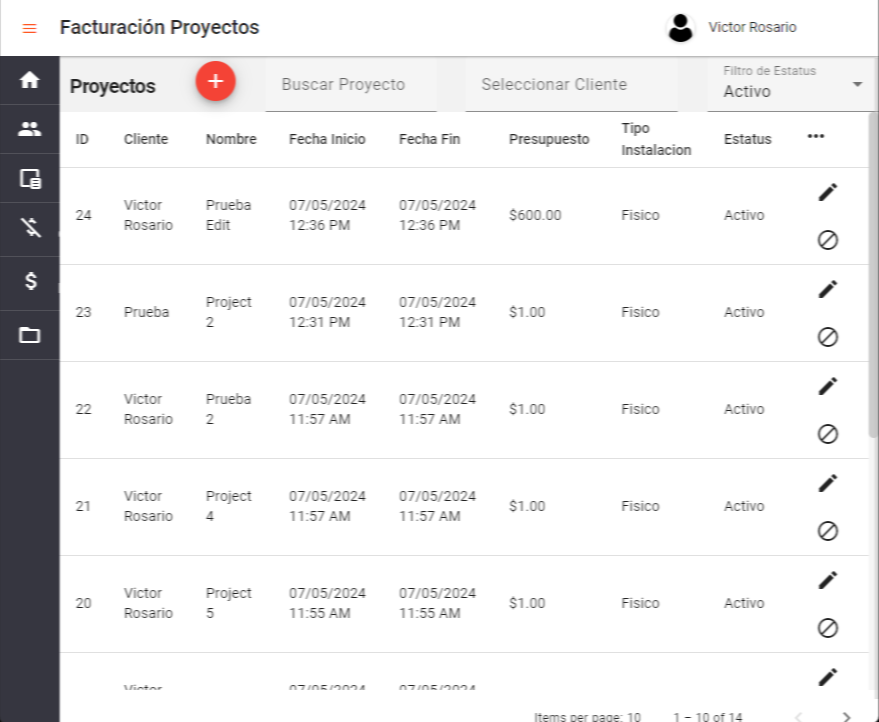 Facturación Proyectos
Victor Rosario
Proyectos
+
Buscar Proyecto
Seleccionar Cliente
Filtro de Estatus
Activo
ID Cliente Nombre Fecha Inicio Fecha Fin Presupuesto Tipo Instalacion Estatus •••
24 Victor Rosario Prueba Edit 07/05/2024 12:36 PM 07/05/2024 12:36 PM $600.00 Fisico Activo
23 Prueba Project 2 07/05/2024 12:31 PM 07/05/2024 12:31 PM $1.00 Fisico Activo
22 Victor Rosario Prueba 2 07/05/2024 11:57 AM 07/05/2024 11:57 AM $1.00 Fisico Activo
21 Victor Rosario Project 4 07/05/2024 11:57 AM 07/05/2024 11:57 AM $1.00 Fisico Activo
20 Victor Rosario Project 5 07/05/2024 11:55 AM 07/05/2024 11:55 AM $1.00 Fisico Activo
Victor 07/05/2024 07/05/2024
Items per page: 10 1 – 10 of 14